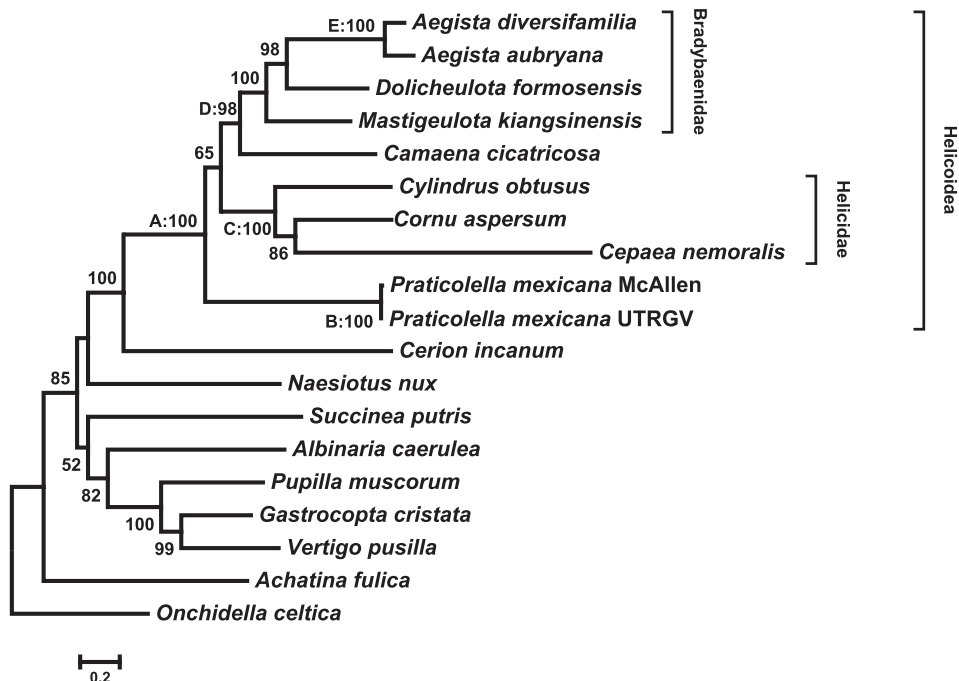 E:100
Aegista diversifamilia
Aegista aubryana
98
Dolicheulota formosensis
100
Mastigeulota kiangsinensis
Bradybaenidae
D:98
Camaena cicatricosa
65
Cylindrus obtusus
C:100
Cornu aspersum
86
Cepaea nemoralis
Helicidae
Helicoidea
A:100
Praticolella mexicana McAllen
B:100
Praticolella mexicana UTRGV
100
Cerion incanum
Naesiotus nux
85
Succinea putris
52
Albinaria caerulea
82
Pupilla muscorum
100
Gastrocopta cristata
99
Vertigo pusilla
Achatina fulica
Onchidella celtica
0.2